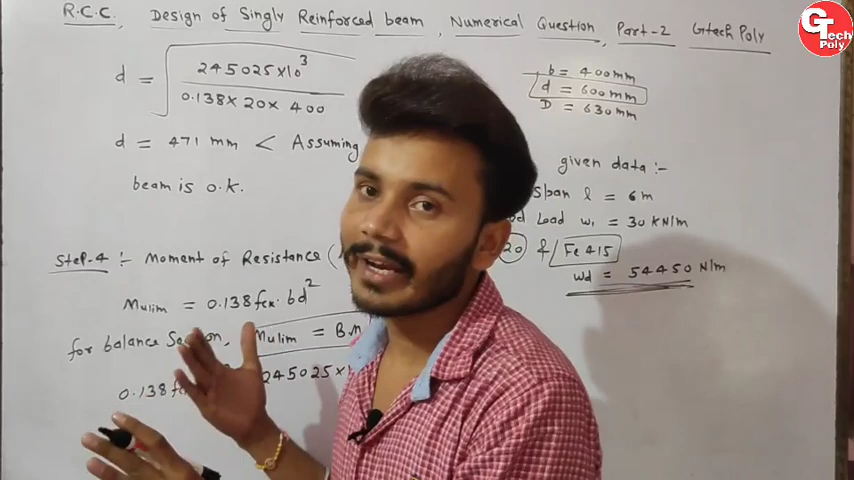 R.C.C. Design of Singly Reinforced beam, Numerical Question, Part-2 Gtech Poly
GTech Poly
d = √ 245025×10³
0.138×20×400
d = 471 mm < Assuming
beam is O.K.
Step-4 :- Moment of Resistance (
Mulim = 0.138 fck. bd²
for balance Section, Mulim = B.M
0.138 245025×1
b = 400mm
d = 600mm
D = 630mm
given data :-
span l = 6m
Load w₁ = 30 KN/m
20 & Fe415
wd = 54450 N/m